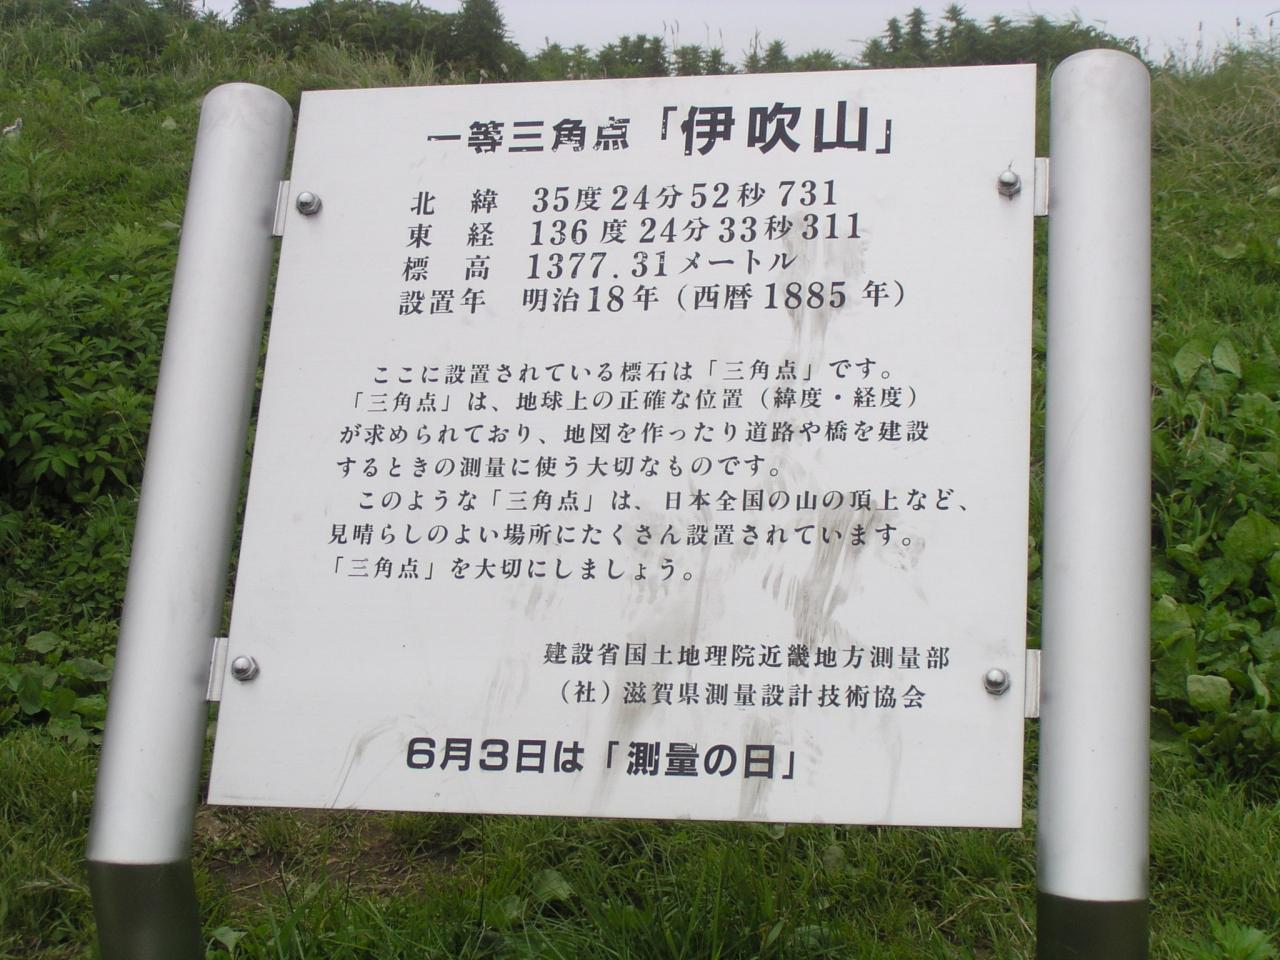 一等三角点「伊吹山」
北　緯　35度24分52秒731
東　経　136度24分33秒311
標　高　1377.31メートル
設置年　明治18年（西暦1885年）
ここに設置されている標石は「三角点」です。
「三角点」は、地球上の正確な位置（緯度・経度）
が求められており、地図を作ったり道路や橋を建設
するときの測量に使う大切なものです。
このような「三角点」は、日本全国の山の頂上など、
見晴らしのよい場所にたくさん設置されています。
「三角点」を大切にしましょう。
建設省国土地理院近畿地方測量部
（社）滋賀県測量設計技術協会
6月3日は「測量の日」